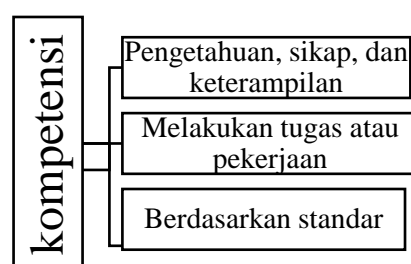 kompetensi
Pengetahuan, sikap, dan
keterampilan
Melakukan tugas atau
pekerjaan
Berdasarkan standar